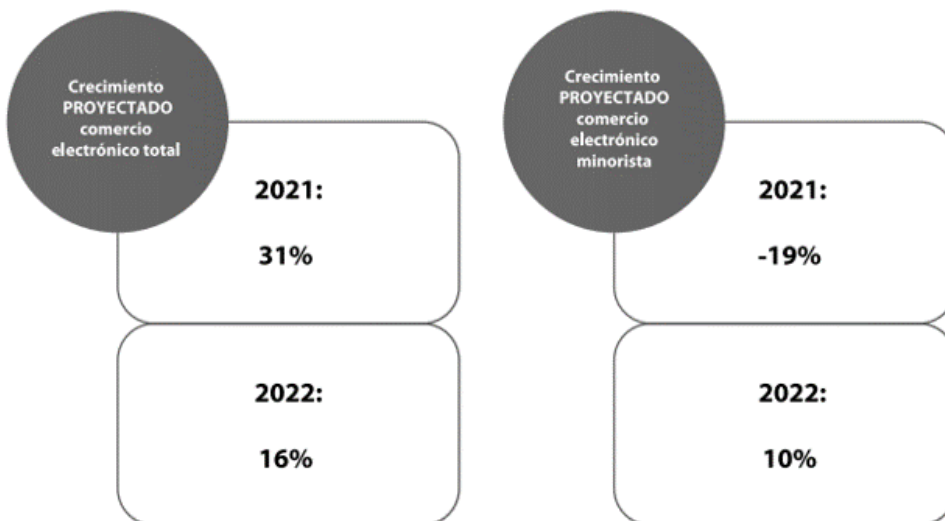 Crecimiento
PROYECTADO
comercio
electrónico total
2021:
31%
2022:
16%
Crecimiento
PROYECTADO
comercio
electrónico
minorista
2021:
-19%
2022:
10%